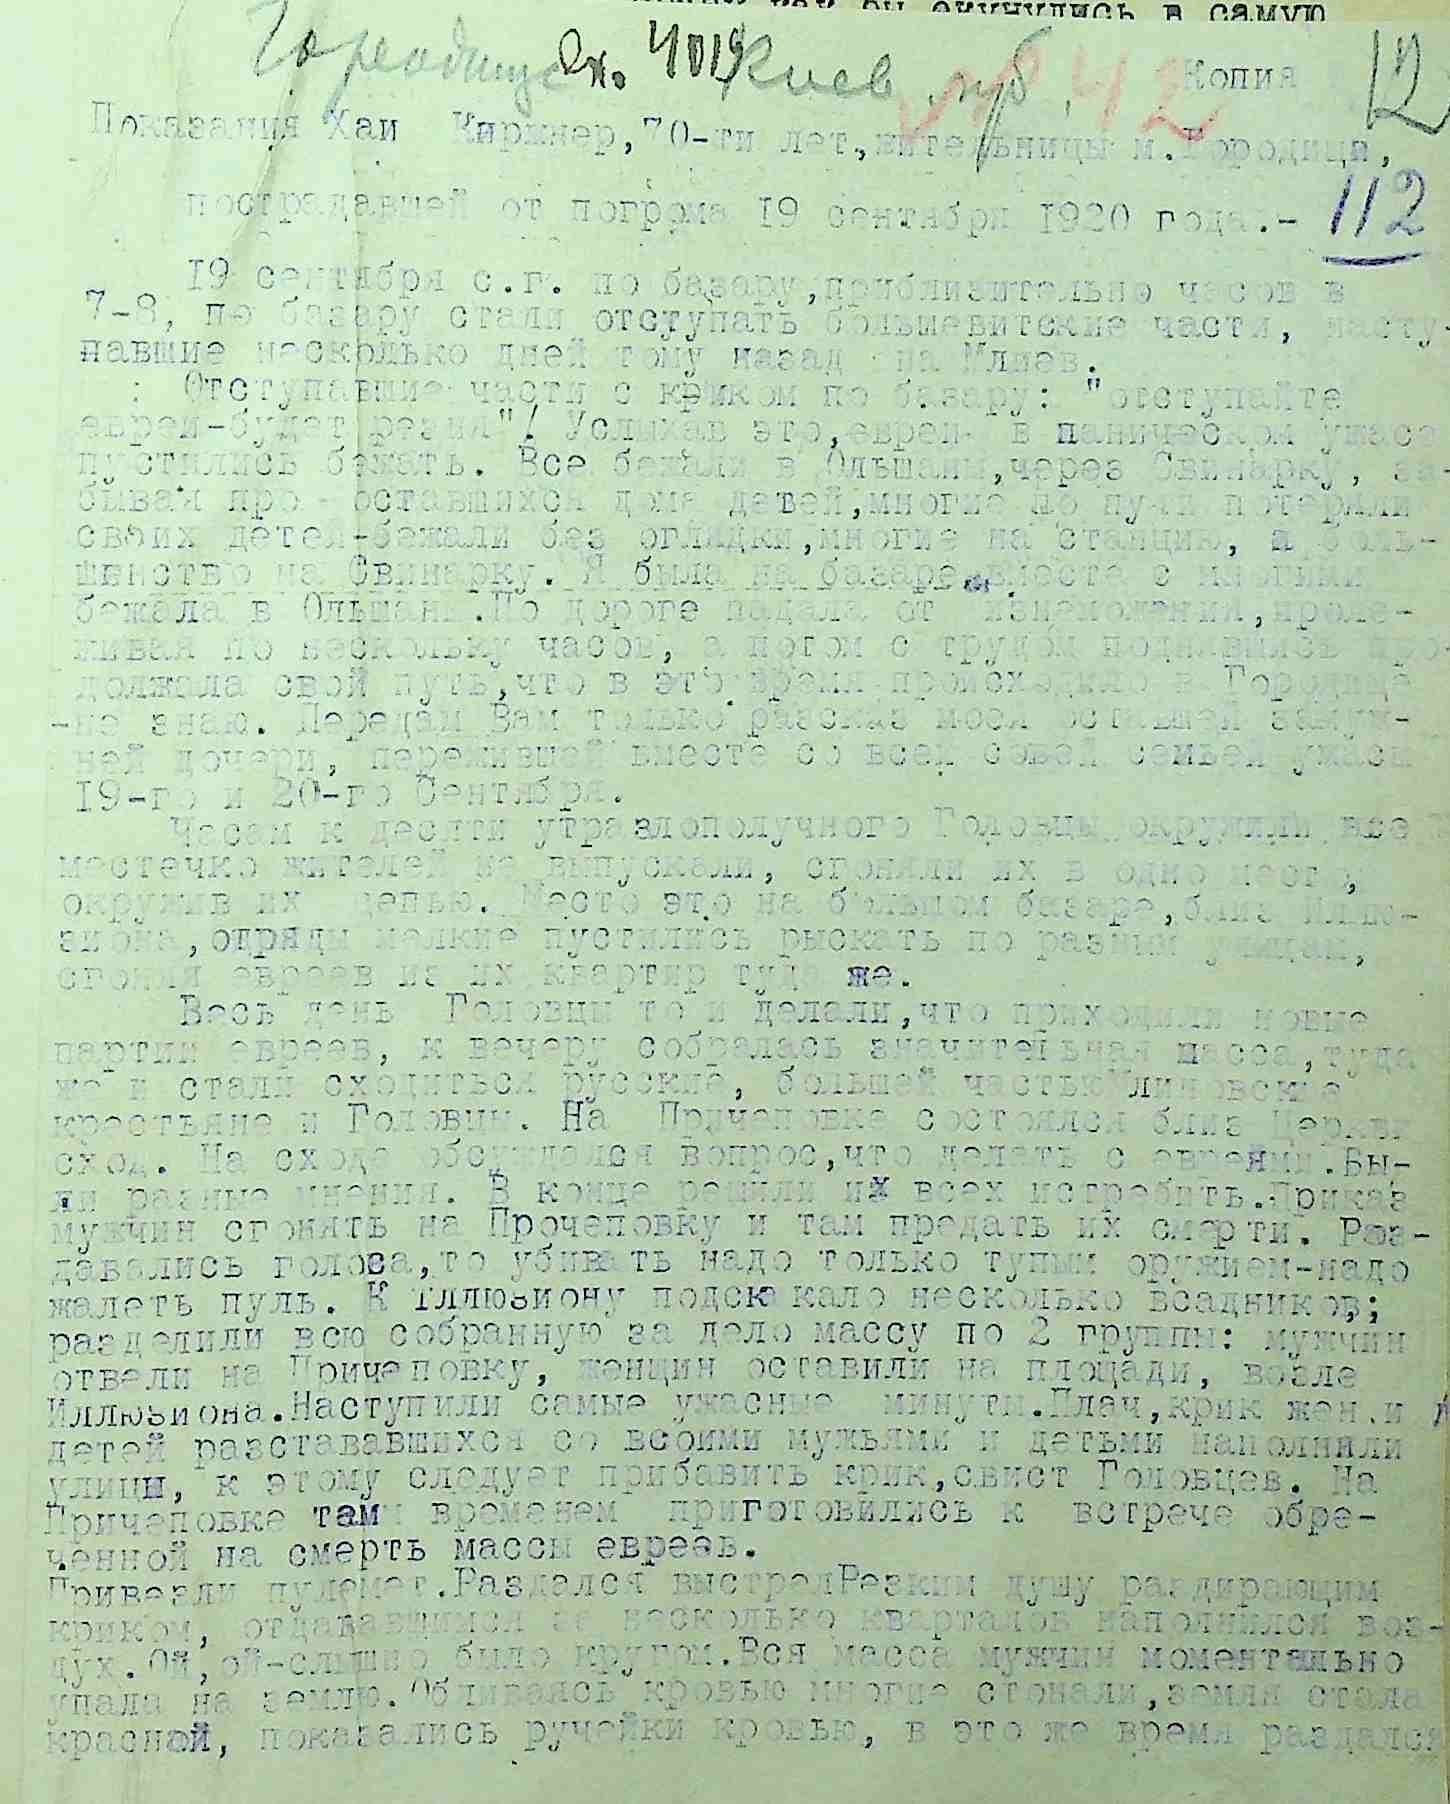 окунулись в самую
Городище Киев. губ. 42
Копия 12
Показания Хаи Киржнер,70-ти лет,жительницы м.Городищи,
112
пострадавшей от погрома 19 сентября 1920 года.-
19 сентября с.г. по базару,приблизительно часов в
7-8, по базару стали отступать большевитские части, насту-
павшие несколько дней тому назад на Млиев.
Отступавшие части с криком по базару: "отступайте
евреи-будет резня"! Услыхав это,евреи в паническом ужасе
пустились бежать. Все бежали в Ольшаны,через Свинарку, за-
бывая про оставшихся дома детей,многие по пути потеряли
своих детей-бежали без оглядки,многие на станцию, а боль-
шинство на Свинарку. Я была на базаре вместе с многими
бежала в Ольшаны.По дороге падала от изнеможения,проле-
живая по нескольку часов, а потом с трудом поднявшись про-
должала свой путь,что в это время происходило в Городище
-не знаю. Передам Вам только рассказ моей замуж-
ней дочери, пережившей вместе со всей своей семьей ужасы
19-го и 20-го Сентября.
Часам к десяти утра злополучного Головцы окружили все
местечко жителей не выпускали, сгоняли их в одно место,
окружив их цепью. Место это на большом базаре,близ Иллю-
зиона,отряды мелкие пустились рыскать по разным улицам,
сгоняя евреев из их квартир туда же.
Весь день Головцы то и делали,что приходили новые
партии евреев, к вечеру собралась значительная масса,туда
же и стали сходиться русские, большей частью
крестьяне и Головцы. На Причеповке состоялся близ Церкви
сход. На сходе обсуждался вопрос,что делать с евреями.Бы-
ли разные мнения. В конце решили их всех истребить.Приказ
мужчин сгонять на Прочеповку и там предать их смерти. Раз-
давались голоса,то убивать надо только тупым оружием-надо
жалеть пуль. К Иллюзиону подскакало несколько всадников;
разделили всю собранную за дело массу по 2 группы: мужчин
отвели на Причеповку, женщин оставили на площади, возле
Иллюзиона.Наступили самые ужасные минуты.Плач,крик жен и
детей разстававшихся со всоими мужьями и детьми наполняли
улицы, к этому следует прибавить крик,свист Головцев. На
Причеповке там временем приготовились к встрече обре-
ченной на смерть массы евреев.
Привезли пулемет.Раздался выстрелРезким душу раздирающим
криком, отдававшимся за несколько кварталов наполнился воз-
дух.Ой,ой-слышно было кругом.Вся масса мужчин моментально
упала на землю.Обливаясь кровью многие стонали,земля стала
красной, показались ручейки кровью, в это же время раздался